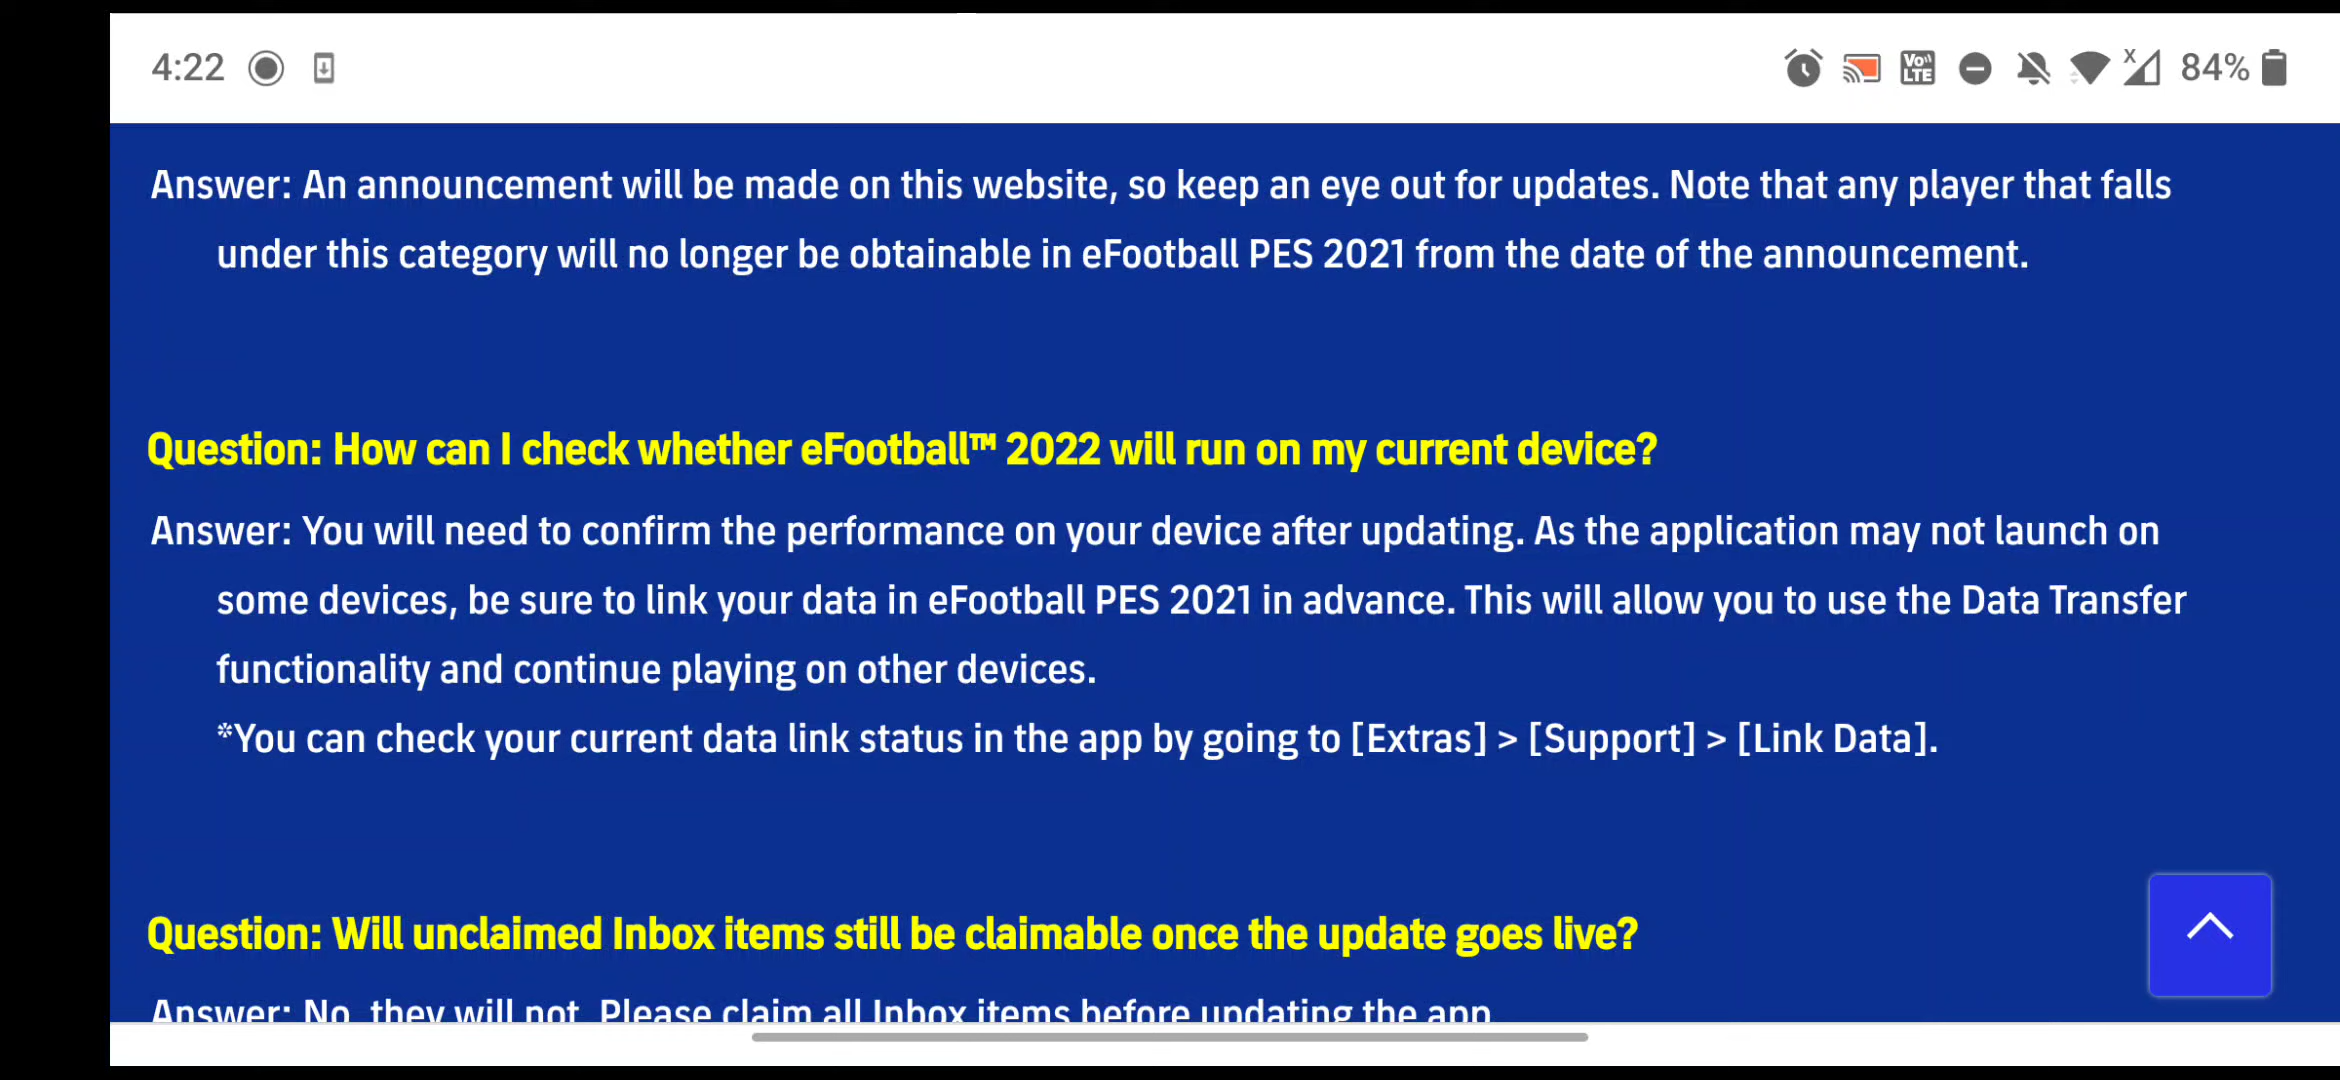 4:22
Vo LTE
x
84%
Answer: An announcement will be made on this website, so keep an eye out for updates. Note that any player that falls
under this category will no longer be obtainable in eFootball PES 2021 from the date of the announcement.
Question: How can I check whether eFootball™ 2022 will run on my current device?
Answer: You will need to confirm the performance on your device after updating. As the application may not launch on
some devices, be sure to link your data in eFootball PES 2021 in advance. This will allow you to use the Data Transfer
functionality and continue playing on other devices.
*You can check your current data link status in the app by going to [Extras] > [Support] > [Link Data].
Question: Will unclaimed Inbox items still be claimable once the update goes live?
Answer: No, they will not. Please claim all Inbox items before updating the app.